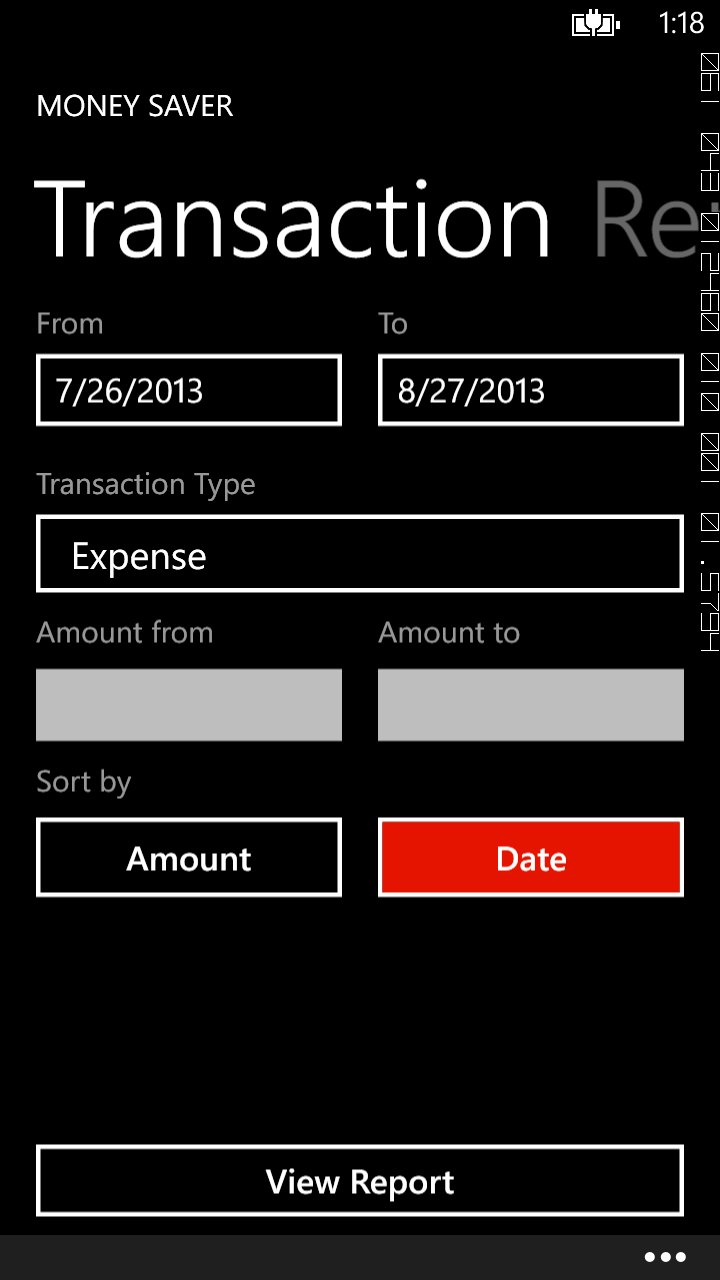 1:18
MONEY SAVER
Transaction Re
From To
7/26/2013 8/27/2013
Transaction Type
Expense
Amount from Amount to
Sort by
Amount Date
View Report